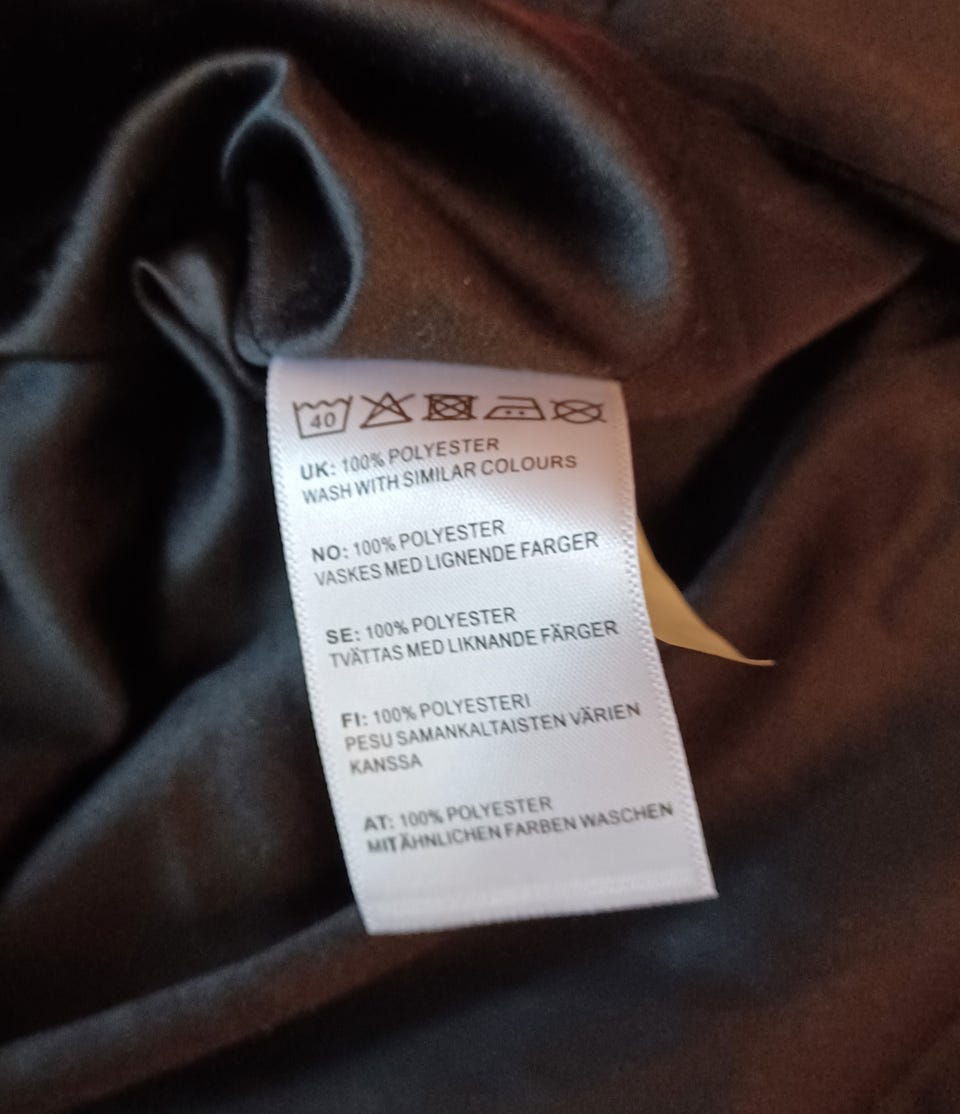 40
UK: 100% POLYESTER
WASH WITH SIMILAR COLOURS
NO: 100% POLYESTER
VASKES MED LIGNENDE FARGER
SE: 100% POLYESTER
TVÄTTAS MED LIKNANDE FÄRGER
FI: 100% POLYESTERI
PESU SAMANKALTAISTEN VÄRIEN
KANSSA
AT: 100% POLYESTER
MIT ÄHNLICHEN FARBEN WASCHEN